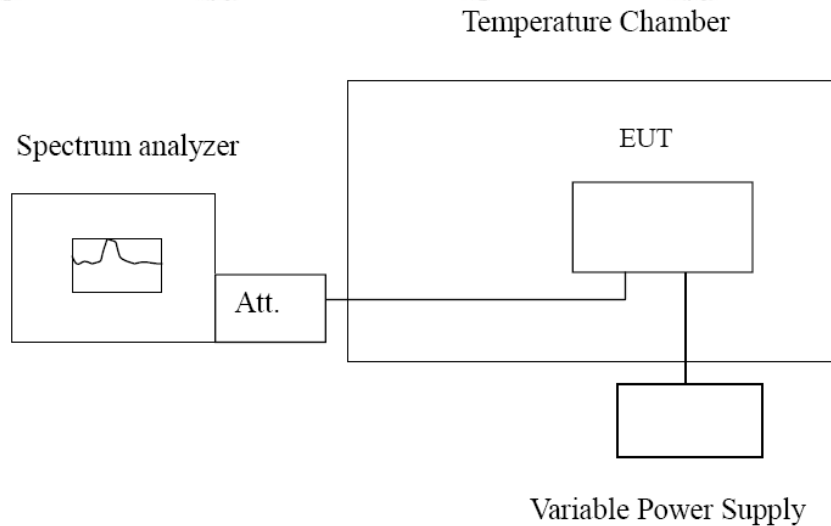 Temperature Chamber
Spectrum analyzer
EUT
Att.
Variable Power Supply